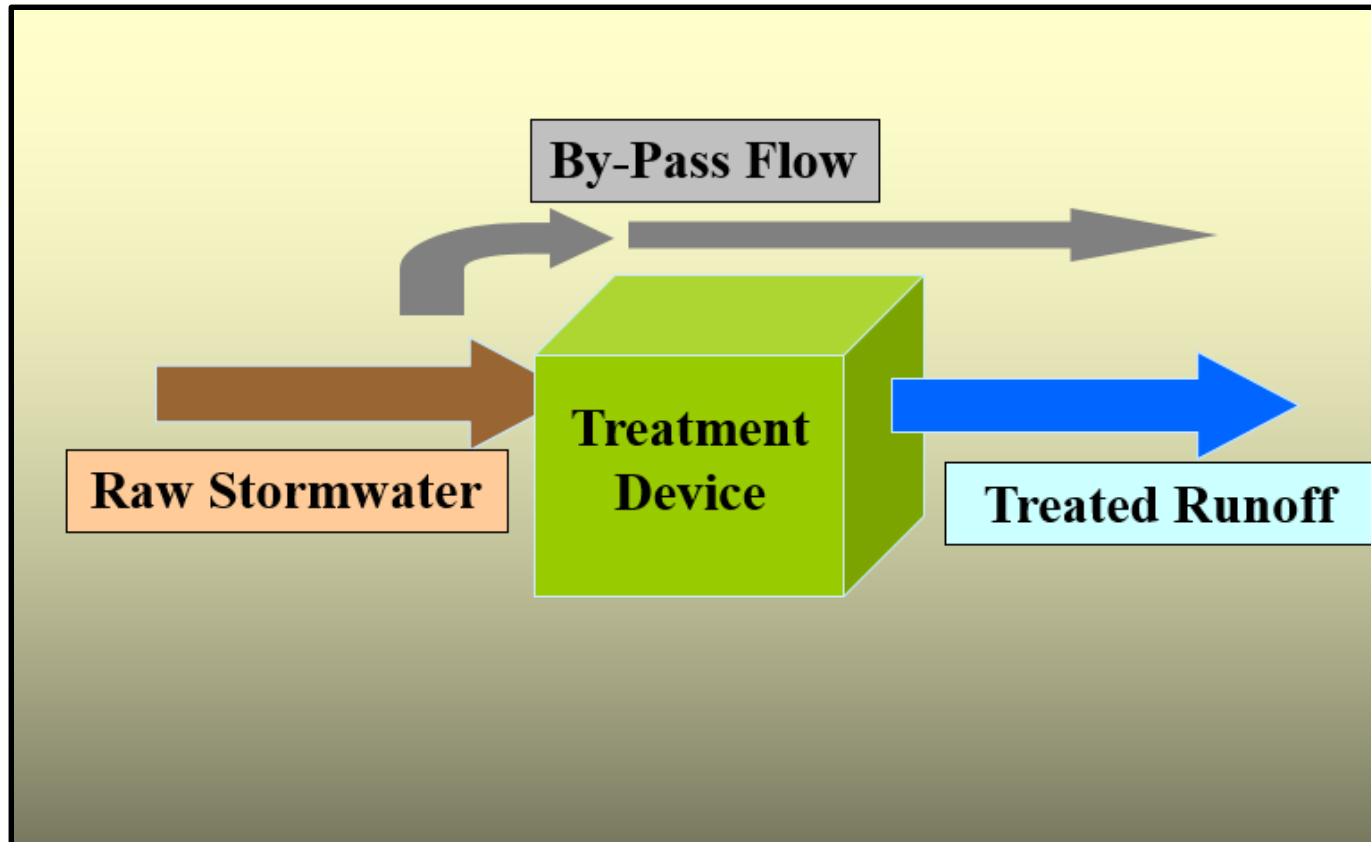 By-Pass Flow
Raw Stormwater
Treatment
Device
Treated Runoff